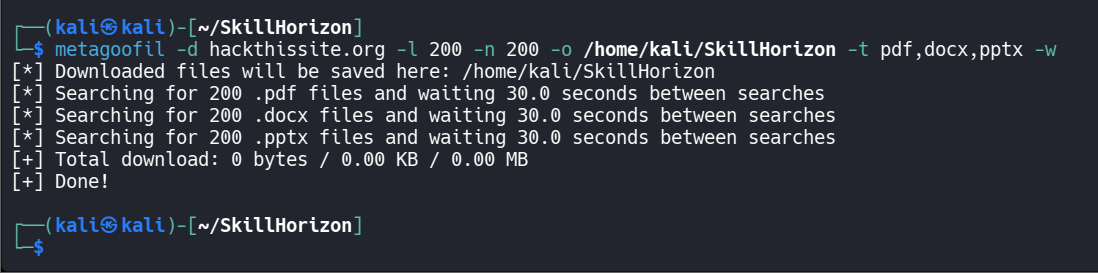 ┌──(kali㉿kali)-[~/SkillHorizon]
└─$ metagoofil -d hackthissite.org -l 200 -n 200 -o /home/kali/SkillHorizon -t pdf,docx,pptx -w
[*] Downloaded files will be saved here: /home/kali/SkillHorizon
[*] Searching for 200 .pdf files and waiting 30.0 seconds between searches
[*] Searching for 200 .docx files and waiting 30.0 seconds between searches
[*] Searching for 200 .pptx files and waiting 30.0 seconds between searches
[+] Total download: 0 bytes / 0.00 KB / 0.00 MB
[+] Done!
┌──(kali㉿kali)-[~/SkillHorizon]
└─$